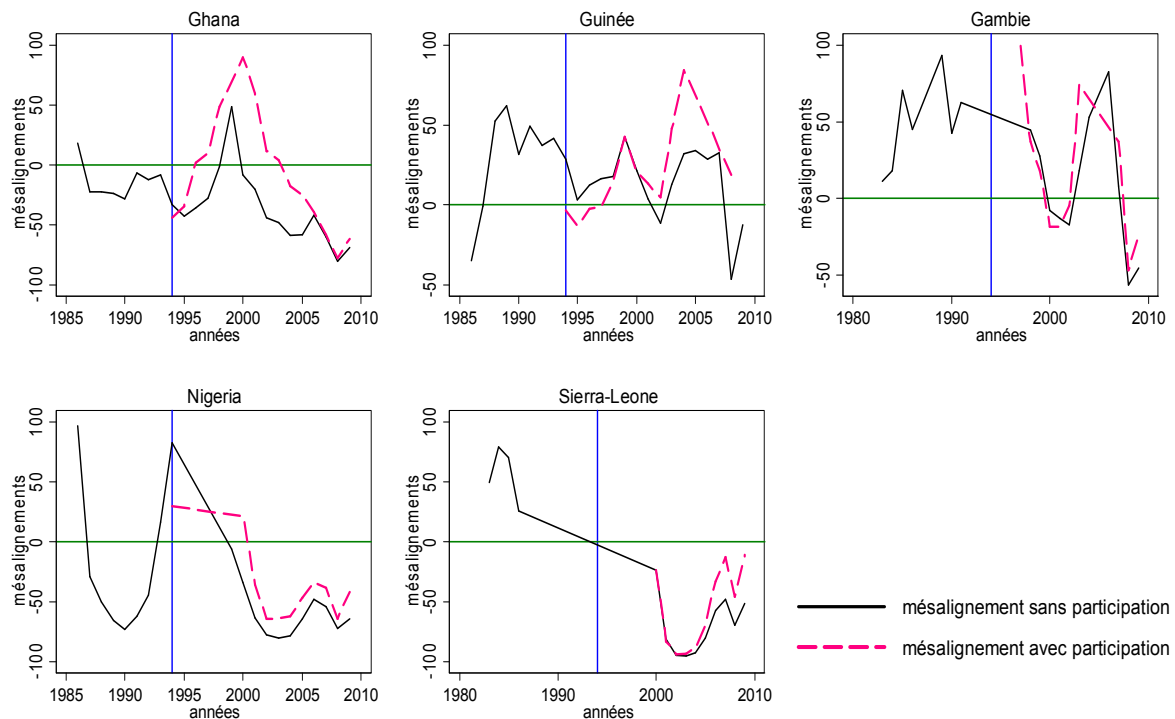 Ghana
mésalignements
-100 -50 0 50 100
1985 1990 1995 2000 2005 2010
années
Guinée
mésalignements
-50 0 50 100
1985 1990 1995 2000 2005 2010
années
Gambie
mésalignements
-50 0 50 100
1980 1990 2000 2010
années
Nigeria
mésalignements
-100 -50 0 50 100
1985 1990 1995 2000 2005 2010
années
Sierra-Leone
mésalignements
-100 -50 0 50 100
1980 1990 2000 2010
années
mésalignement sans participation
mésalignement avec participation